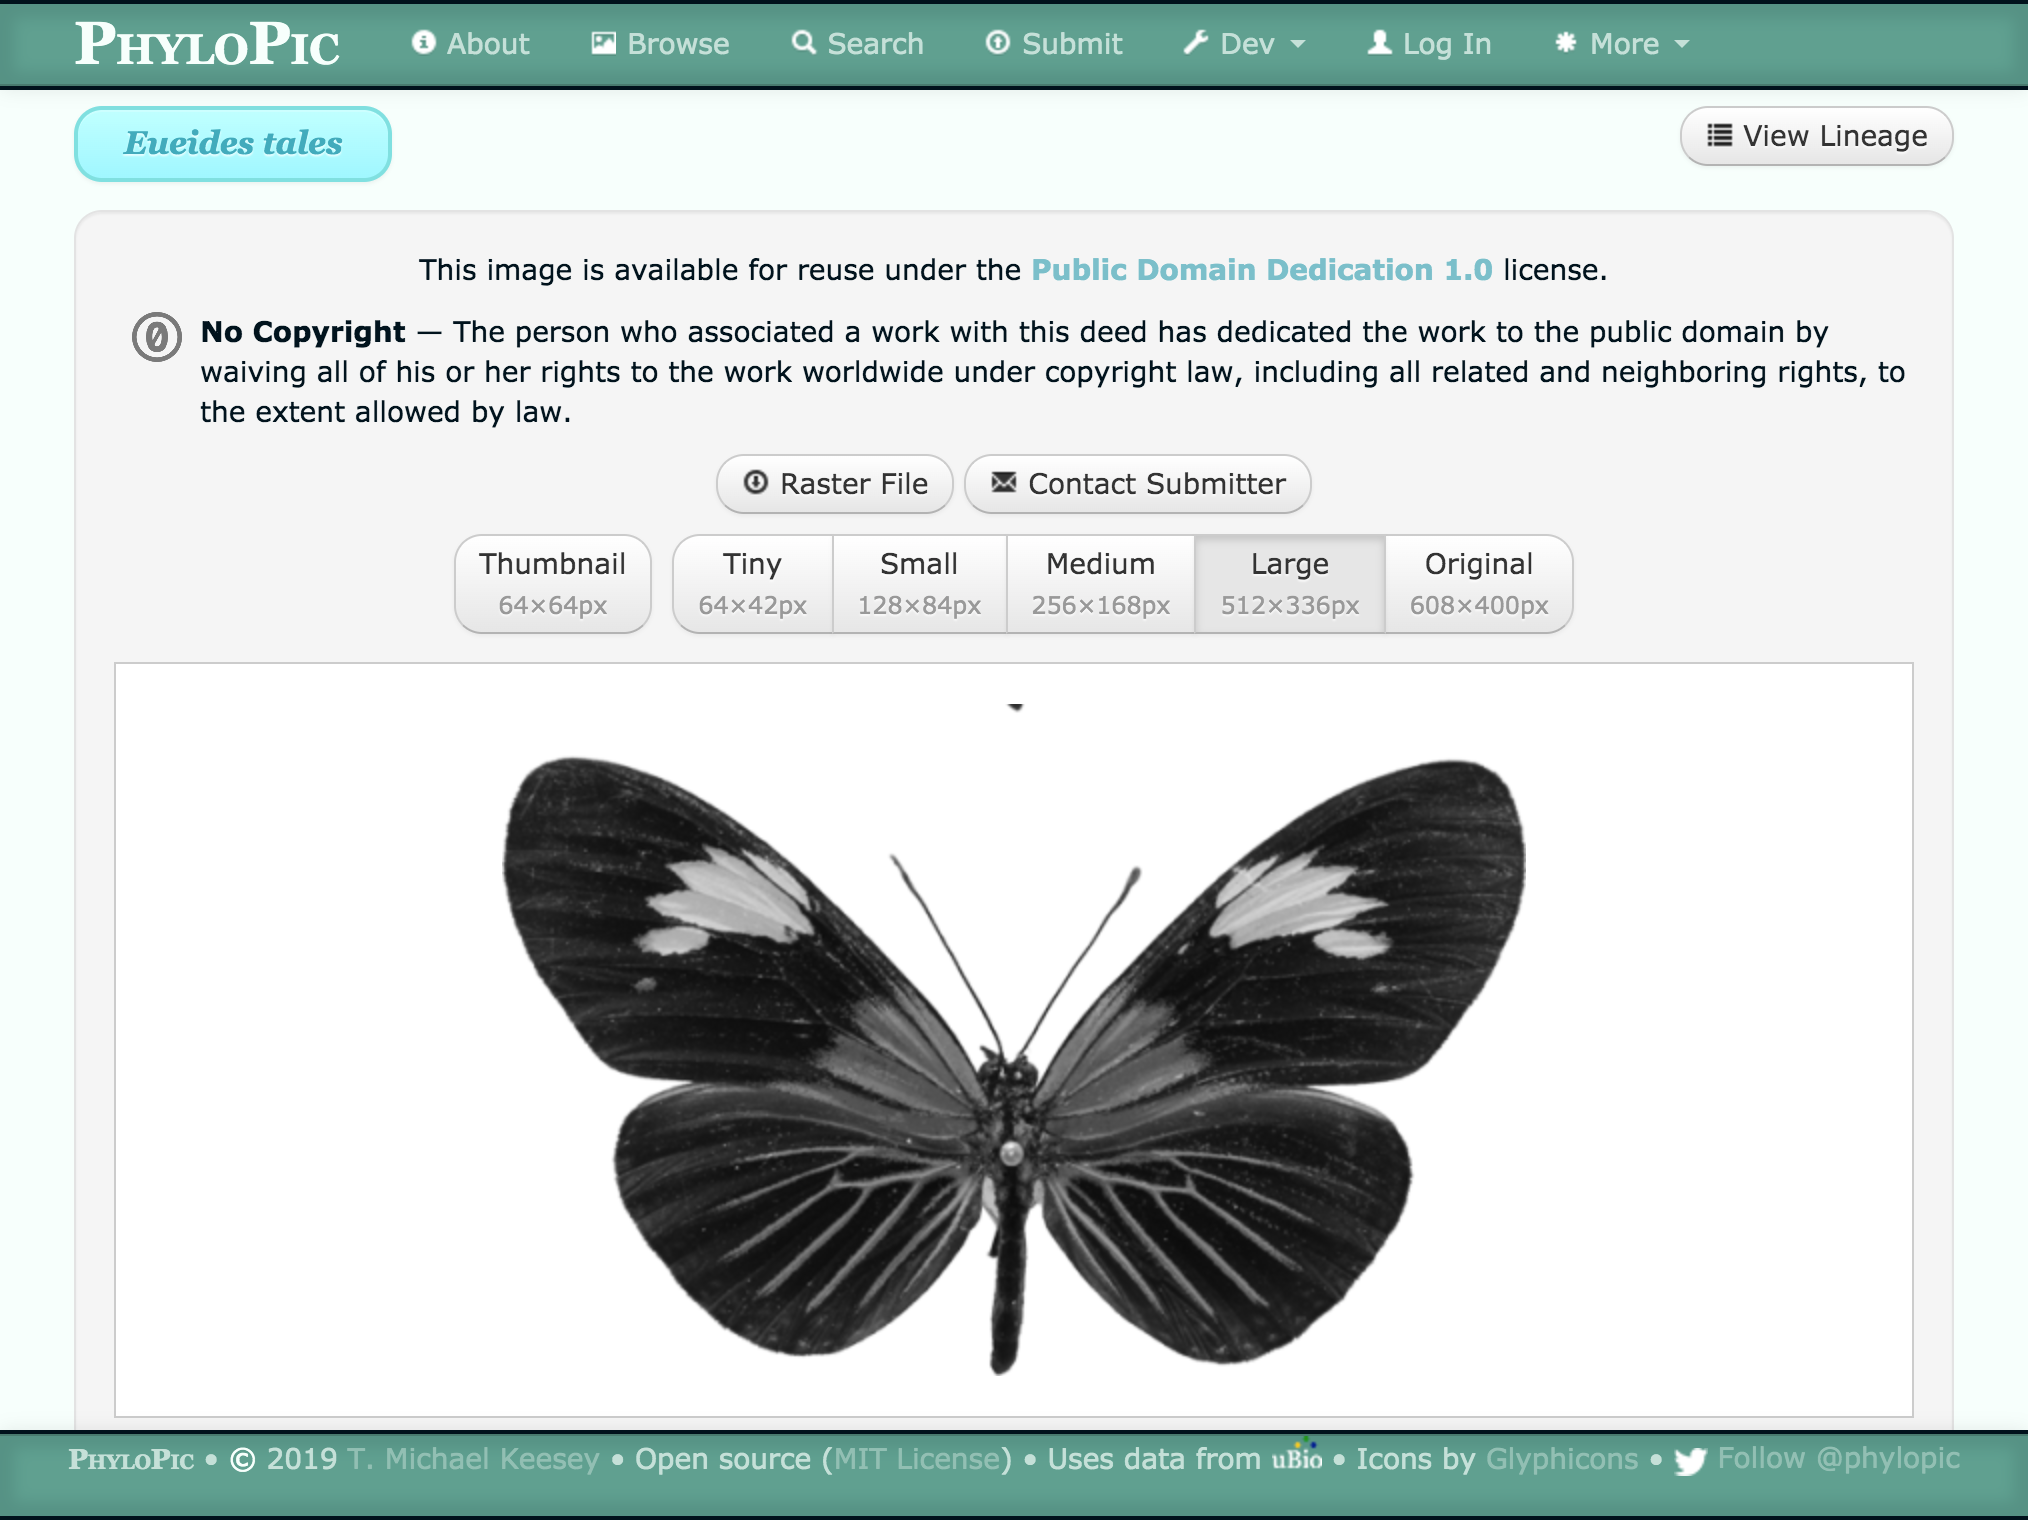 PHYLOPIC About Browse Search Submit Dev Log In More
Eueides tales
View Lineage
This image is available for reuse under the Public Domain Dedication 1.0 license.
No Copyright — The person who associated a work with this deed has dedicated the work to the public domain by
waiving all of his or her rights to the work worldwide under copyright law, including all related and neighboring rights, to
the extent allowed by law.
Raster File Contact Submitter
Thumbnail Tiny Small Medium Large Original
64×64px 64×42px 128×84px 256×168px 512×336px 608×400px
PHYLOPIC • © 2019 T. Michael Keesey • Open source (MIT License) • Uses data from uBio • Icons by Glyphicons • Follow @phylopic